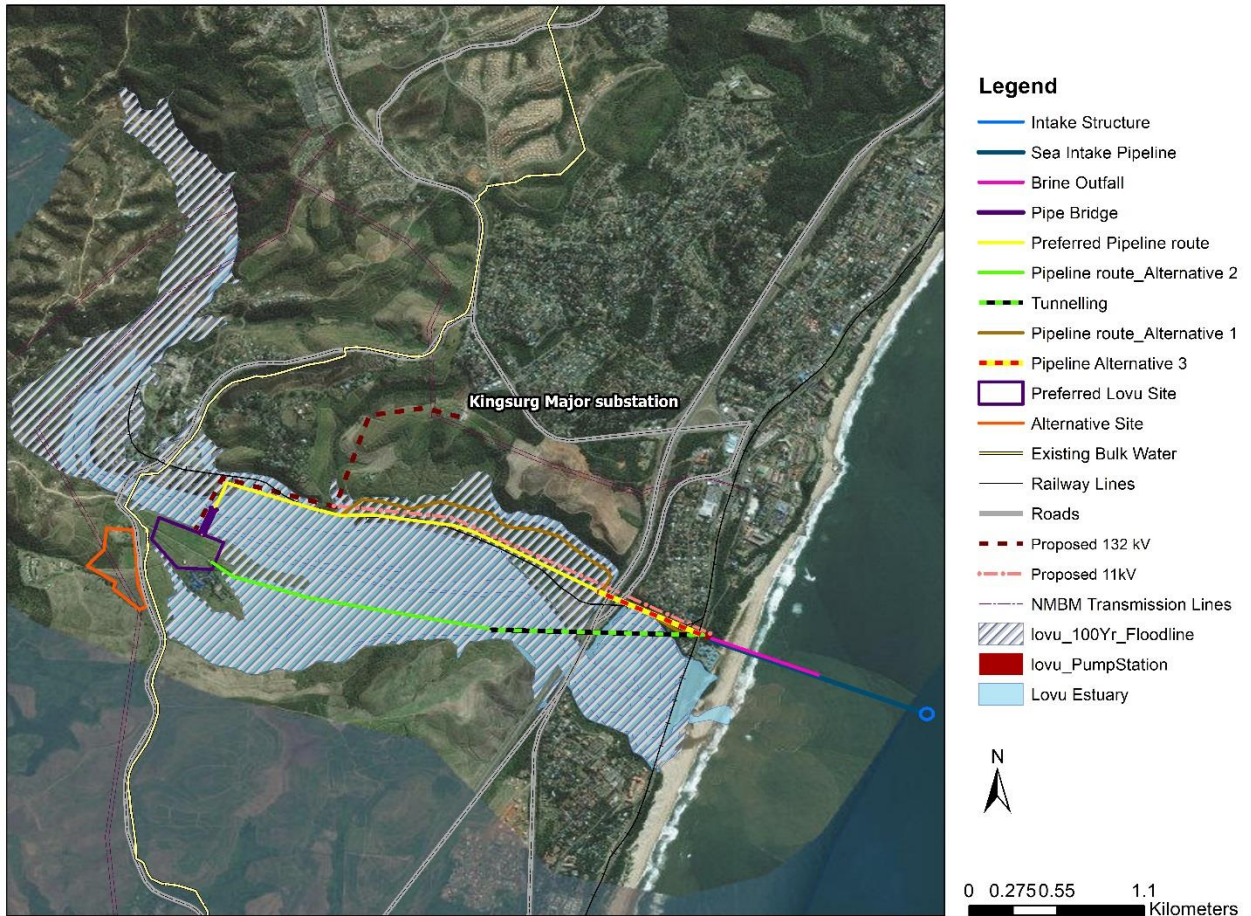 Kingsurg Major substation
Legend
Intake Structure
Sea Intake Pipeline
Brine Outfall
Pipe Bridge
Preferred Pipeline route
Pipeline route_Alternative 2
Tunnelling
Pipeline route_Alternative 1
Pipeline Alternative 3
Preferred Lovu Site
Alternative Site
Existing Bulk Water
Railway Lines
Roads
Proposed 132 kV
Proposed 11kV
NMBM Transmission Lines
lovu_100Yr_Floodline
lovu_PumpStation
Lovu Estuary
N
0 0.275 0.55 1.1
Kilometers